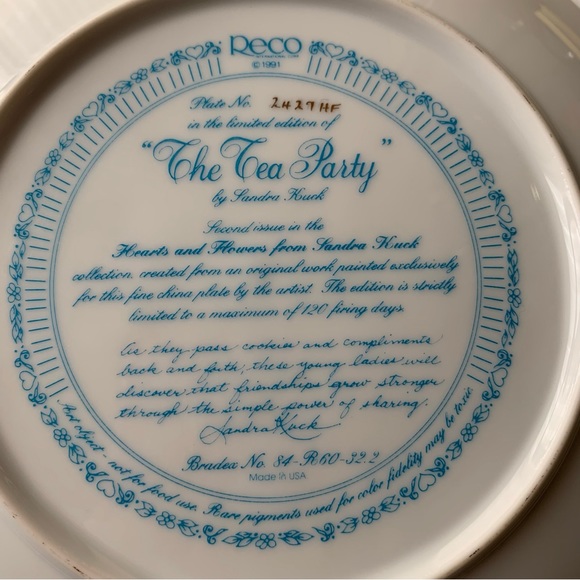 Reco
INTERNATIONAL CORP.
© 1991
Plate No. 2429 HF
in the limited edition of
"The Tea Party"
by Sandra Kuck
Second issue in the
Hearts and Flowers from Sandra Kuck
collection, created from an original work painted exclusively
for this fine china plate by the artist. The edition is strictly
limited to a maximum of 120 firing days.
As they pass cookies and compliments
back and forth, these young ladies will
discover that friendships grow stronger
through the simple power of sharing.
Sandra Kuck
Bradex No. 84-R60-32.2
Made in USA
Art object - not for food use. Rare pigments used for color fidelity may be toxic.